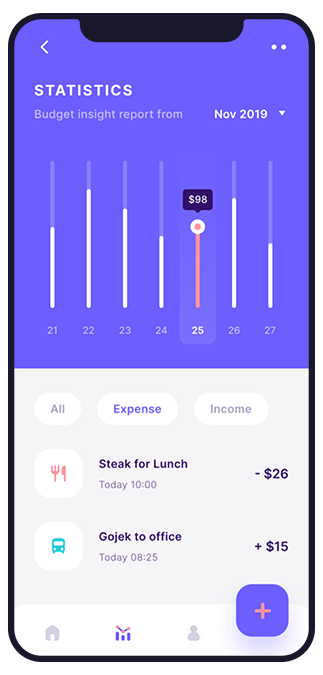 STATISTICS
Budget insight report from Nov 2019
$98
21 22 23 24 25 26 27
All Expense Income
Steak for Lunch
- $26
Today 10:00
Gojek to office
+ $15
Today 08:25
+